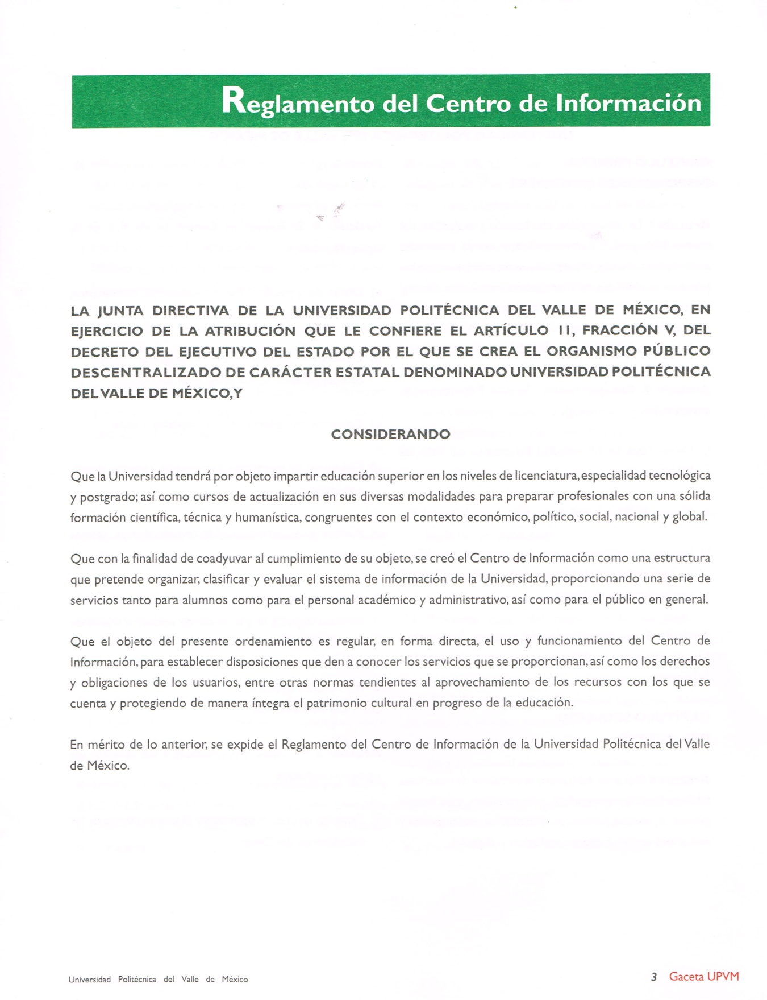 Reglamento del Centro de Información
LA JUNTA DIRECTIVA DE LA UNIVERSIDAD POLITÉCNICA DEL VALLE DE MÉXICO, EN
EJERCICIO DE LA ATRIBUCIÓN QUE LE CONFIERE EL ARTÍCULO 11, FRACCIÓN V, DEL
DECRETO DEL EJECUTIVO DEL ESTADO POR EL QUE SE CREA EL ORGANISMO PÚBLICO
DESCENTRALIZADO DE CARÁCTER ESTATAL DENOMINADO UNIVERSIDAD POLITÉCNICA
DEL VALLE DE MÉXICO, Y
CONSIDERANDO
Que la Universidad tendrá por objeto impartir educación superior en los niveles de licenciatura, especialidad tecnológica
y postgrado; así como cursos de actualización en sus diversas modalidades para preparar profesionales con una sólida
formación científica, técnica y humanística, congruentes con el contexto económico, político, social, nacional y global.
Que con la finalidad de coadyuvar al cumplimiento de su objeto, se creó el Centro de Información como una estructura
que pretende organizar, clasificar y evaluar el sistema de información de la Universidad, proporcionando una serie de
servicios tanto para alumnos como para el personal académico y administrativo, así como para el público en general.
Que el objeto del presente ordenamiento es regular, en forma directa, el uso y funcionamiento del Centro de
Información, para establecer disposiciones que den a conocer los servicios que se proporcionan, así como los derechos
y obligaciones de los usuarios, entre otras normas tendientes al aprovechamiento de los recursos con los que se
cuenta y protegiendo de manera íntegra el patrimonio cultural en progreso de la educación.
En mérito de lo anterior, se expide el Reglamento del Centro de Información de la Universidad Politécnica del Valle
de México.
Universidad Politécnica del Valle de México
3 Gaceta UPVM